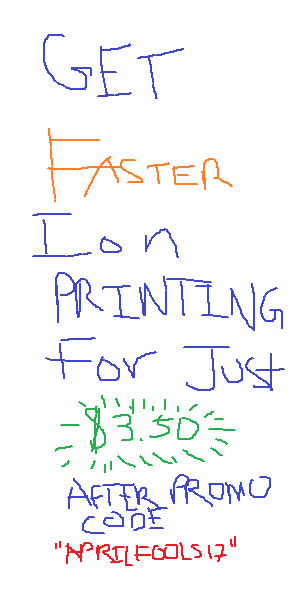 GET
FASTER
Ion
PRINTING
For Just
$3.50
AFTER PROMO
CODE
"APRILFOOLS17"